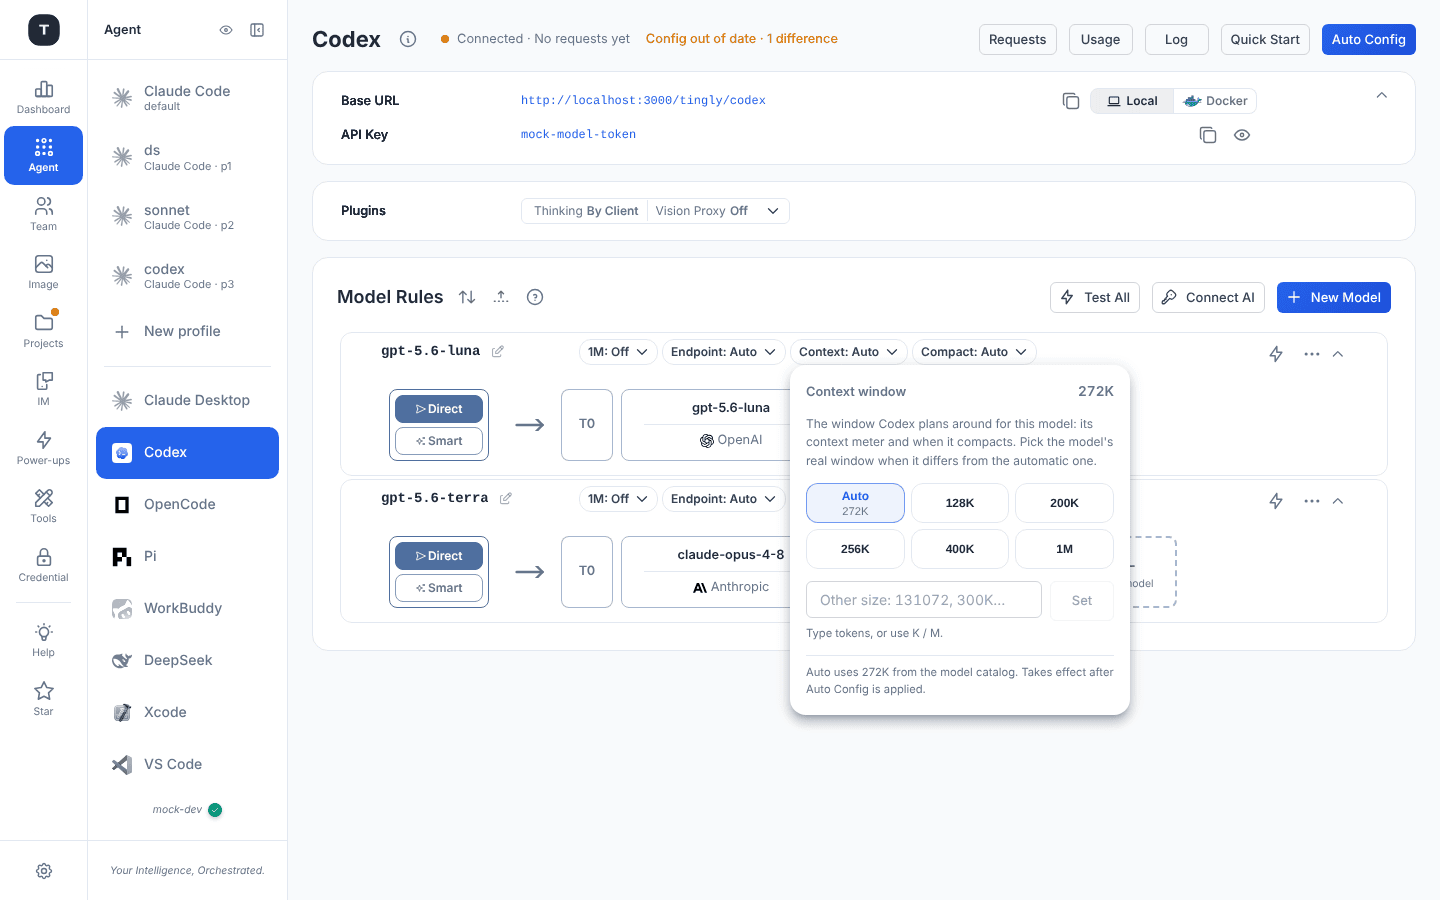 T
Dashboard
Agent
Team
Image
Projects
IM
Power-ups
Tools
Credential
Help
Star
Agent
Claude Code
default
ds
Claude Code · p1
sonnet
Claude Code · p2
codex
Claude Code · p3
New profile
Claude Desktop
Codex
OpenCode
Pi
WorkBuddy
DeepSeek
Xcode
VS Code
mock-dev
Your Intelligence, Orchestrated.
Codex
Connected · No requests yet
Config out of date · 1 difference
Requests
Usage
Log
Quick Start
Auto Config
Base URL
http://localhost:3000/tingly/codex
Local
Docker
API Key
mock-model-token
Plugins
Thinking By Client
Vision Proxy Off
Model Rules
Test All
Connect AI
New Model
gpt-5.6-luna
1M: Off
Endpoint: Auto
Context: Auto
Compact: Auto
Direct
Smart
T0
gpt-5.6-luna
OpenAI
gpt-5.6-terra
1M: Off
Endpoint: Auto
Direct
Smart
T0
claude-opus-4-8
Anthropic
Context window
272K
The window Codex plans around for this model: its
context meter and when it compacts. Pick the model's
real window when it differs from the automatic one.
Auto
272K
128K
200K
256K
400K
1M
Other size: 131072, 300K...
Set
Type tokens, or use K / M.
Auto uses 272K from the model catalog. Takes effect after
Auto Config is applied.